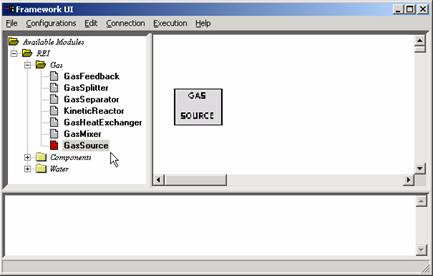 Framework UI
File Configurations Edit Connection Execution Help
Available Modules
REI
Gas
GasFeedback
GasSplitter
GasSeparator
KineticReactor
GasHeatExchanger
GasMixer
GasSource
Components
Water
GAS
SOURCE